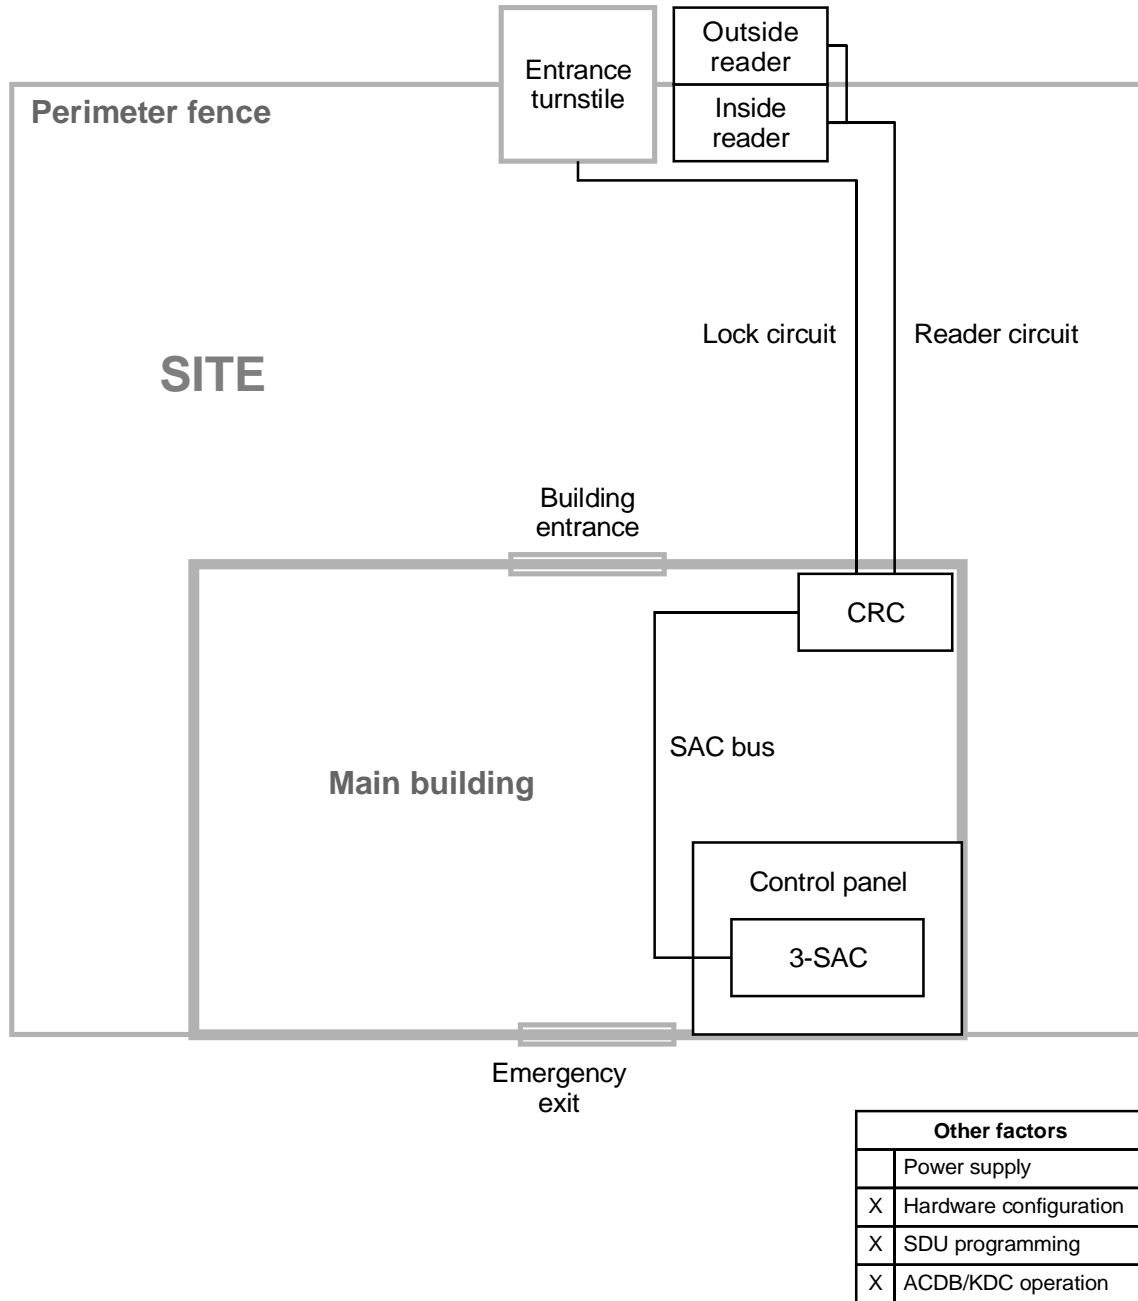 Outside
reader
Entrance
turnstile
Perimeter fence
Inside
reader
Lock circuit
Reader circuit
SITE
Building
entrance
CRC
SAC bus
Main building
Control panel
3-SAC
Emergency
exit
Other factors
Power supply
X Hardware configuration
X SDU programming
X ACDB/KDC operation